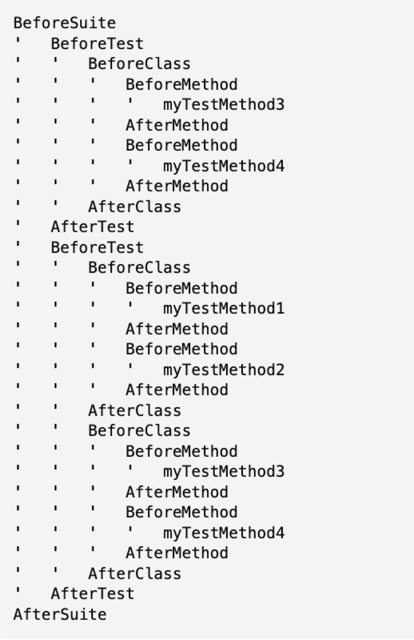 BeforeSuite
'   BeforeTest
'   '   BeforeClass
'   '   '   BeforeMethod
'   '   '   '   myTestMethod3
'   '   '   AfterMethod
'   '   '   BeforeMethod
'   '   '   '   myTestMethod4
'   '   '   AfterMethod
'   '   AfterClass
'   AfterTest
'   BeforeTest
'   '   BeforeClass
'   '   '   BeforeMethod
'   '   '   '   myTestMethod1
'   '   '   AfterMethod
'   '   '   BeforeMethod
'   '   '   '   myTestMethod2
'   '   '   AfterMethod
'   '   AfterClass
'   '   BeforeClass
'   '   '   BeforeMethod
'   '   '   '   myTestMethod3
'   '   '   AfterMethod
'   '   '   BeforeMethod
'   '   '   '   myTestMethod4
'   '   '   AfterMethod
'   '   AfterClass
'   AfterTest
AfterSuite